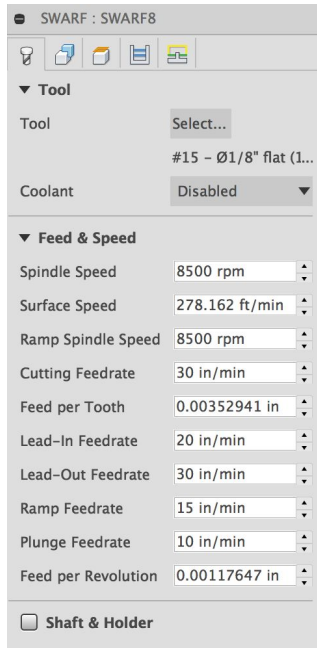 SWARF : SWARF8
Tool
Tool Select...
#15 – Ø1/8" flat (1...
Coolant Disabled
Feed & Speed
Spindle Speed 8500 rpm
Surface Speed 278.162 ft/min
Ramp Spindle Speed 8500 rpm
Cutting Feedrate 30 in/min
Feed per Tooth 0.00352941 in
Lead–In Feedrate 20 in/min
Lead–Out Feedrate 30 in/min
Ramp Feedrate 15 in/min
Plunge Feedrate 10 in/min
Feed per Revolution 0.00117647 in
Shaft & Holder